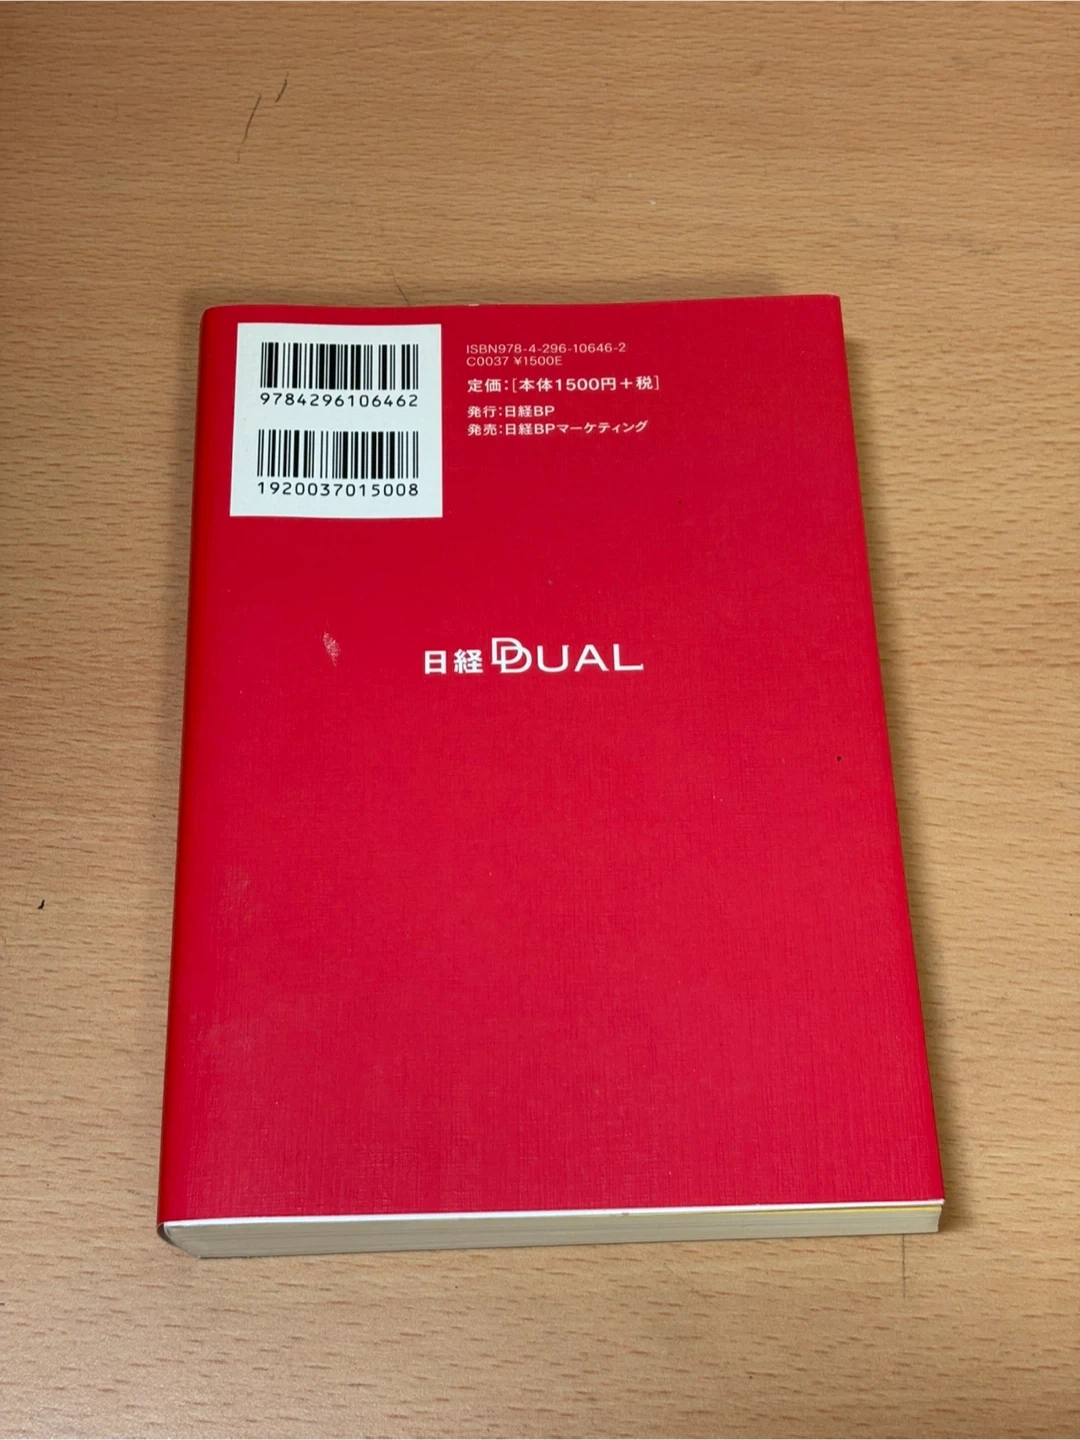 9784296106462
1920037015008
ISBN978-4-296-10646-2
C0037 ¥1500E
定価：[本体1500円＋税]
発行：日経BP
発売：日経BPマーケティング
日経DUAL